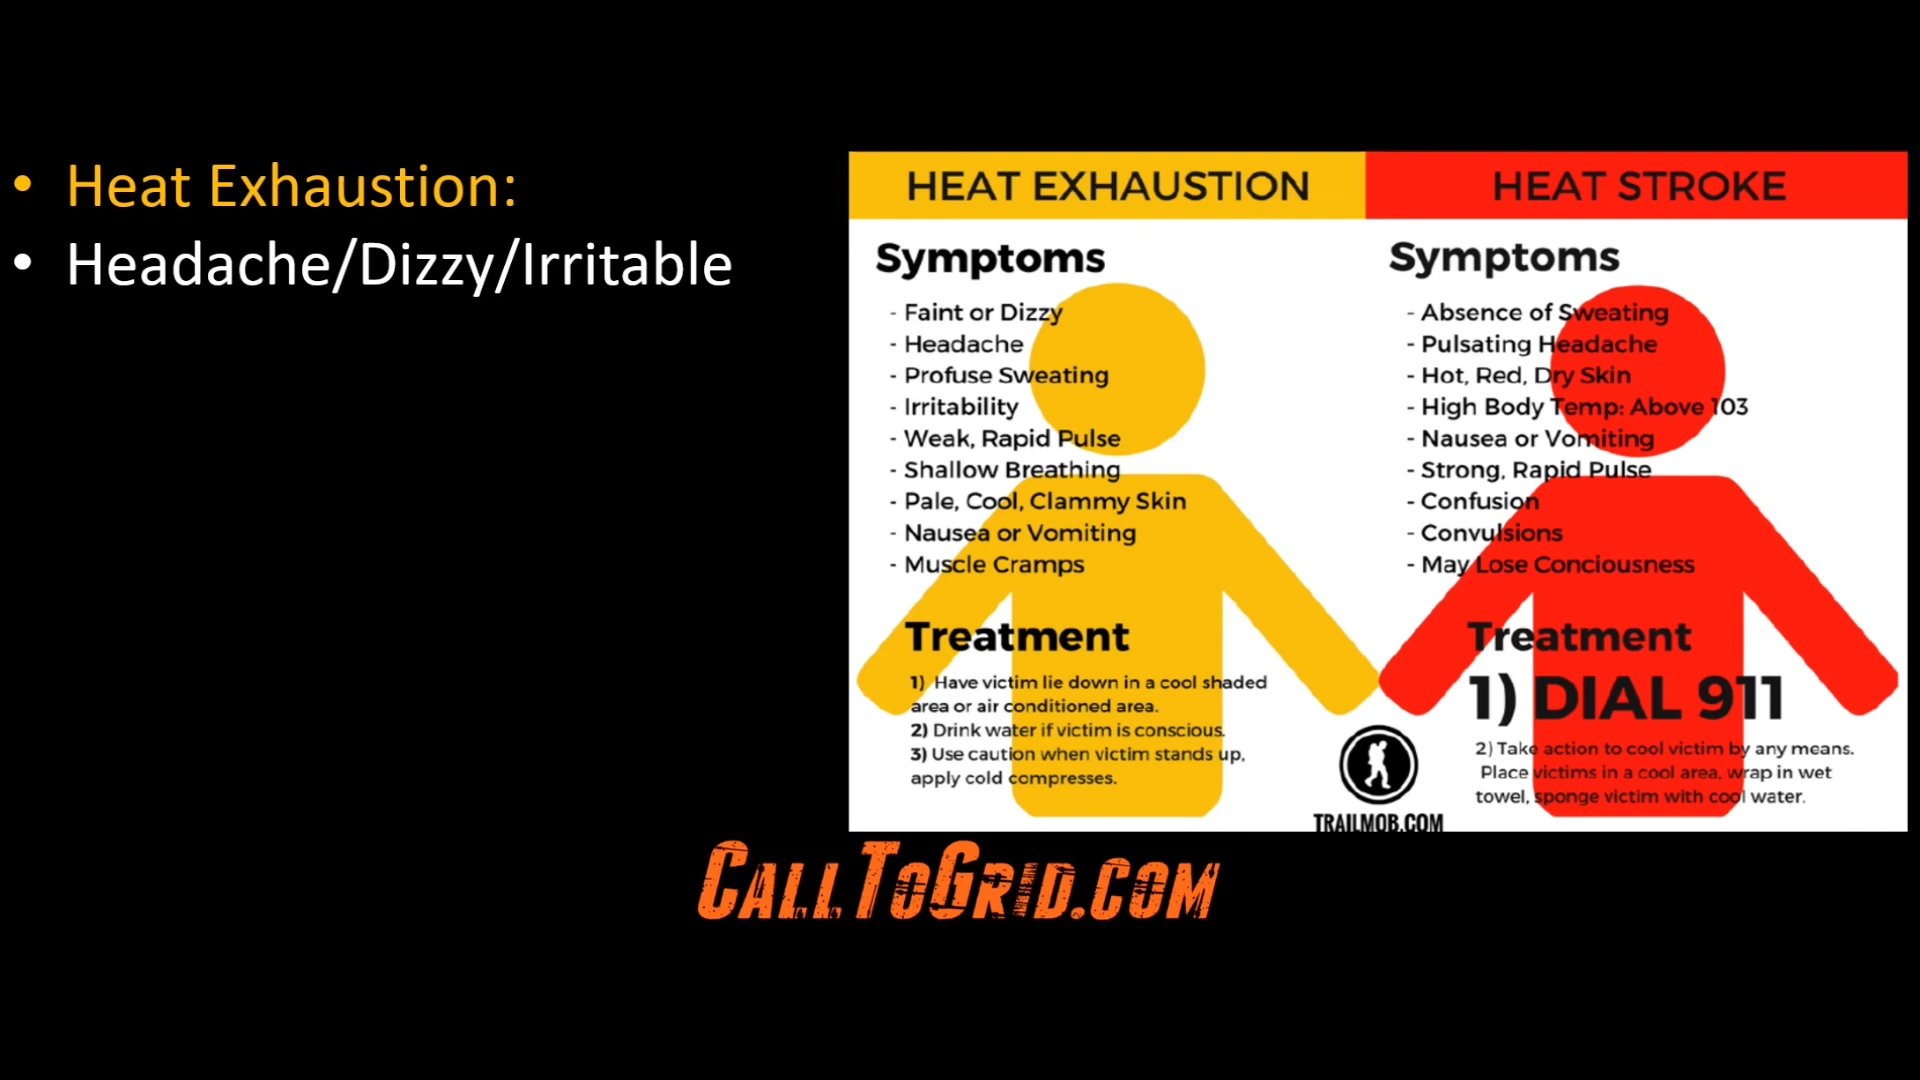 • Heat Exhaustion:
• Headache/Dizzy/Irritable
HEAT EXHAUSTION
Symptoms
- Faint or Dizzy
- Headache
- Profuse Sweating
- Irritability
- Weak, Rapid Pulse
- Shallow Breathing
- Pale, Cool, Clammy Skin
- Nausea or Vomiting
- Muscle Cramps
Treatment
1) Have victim lie down in a cool shaded
area or air conditioned area.
2) Drink water if victim is conscious.
3) Use caution when victim stands up,
apply cold compresses.
HEAT STROKE
Symptoms
- Absence of Sweating
- Pulsating Headache
- Hot, Red, Dry Skin
- High Body Temp: Above 103
- Nausea or Vomiting
- Strong, Rapid Pulse
- Confusion
- Convulsions
- May Lose Conciousness
Treatment
1) DIAL 911
2) Take action to cool victim by any means.
Place victims in a cool area, wrap in wet
towel, sponge victim with cool water.
TRAILMOB.COM
CALLTOGRID.COM